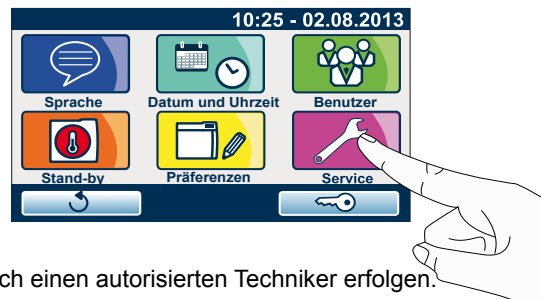 10:25 - 02.08.2013
Sprache Datum und Uhrzeit Benutzer
Stand-by Präferenzen Service
ch einen autorisierten Techniker erfolgen.